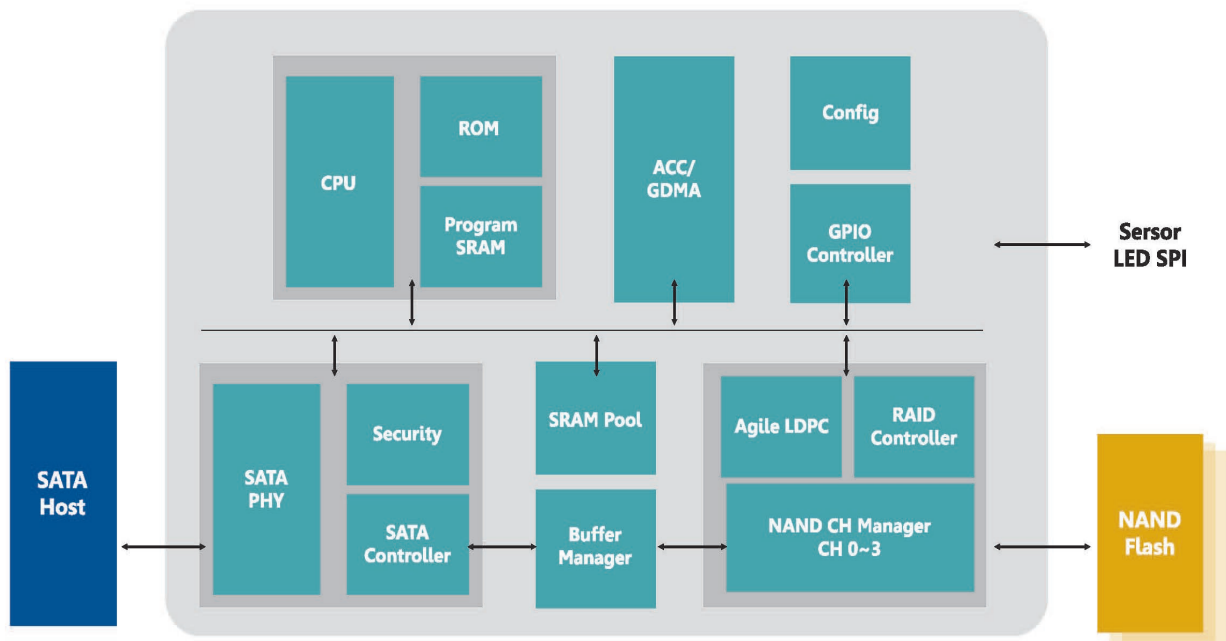 CPU
ROM
Program
SRAM
ACC/
GDMA
Config
GPIO
Controller
Sersor
LED SPI
SATA
Host
SATA
PHY
Security
SATA
Controller
SRAM Pool
Buffer
Manager
Agile LDPC
RAID
Controller
NAND CH Manager
CH 0~3
NAND
Flash